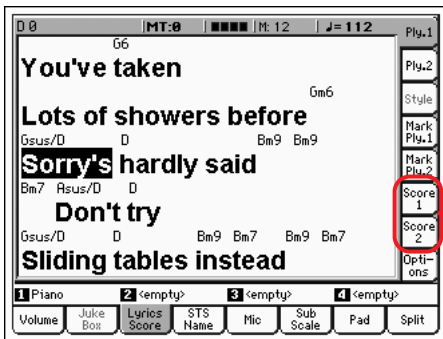 D 0 MT:0 M: 12 ♩=112
G6
You've taken
Gm6
Lots of showers before
Gsus/D D Bm9 Bm9
Sorry's hardly said
Bm7 Asus/D D
Don't try
Gsus/D D Bm9 Bm7 Bm9 Bm7
Sliding tables instead
1 Piano 2 <empty> 3 <empty> 4 <empty>
Volume Juke Box Lyrics Score STS Name Mic Sub Scale Pad Split
Ply.1
Ply.2
Style
Mark Ply.1
Mark Ply.2
Score 1
Score 2
Opti-
ons